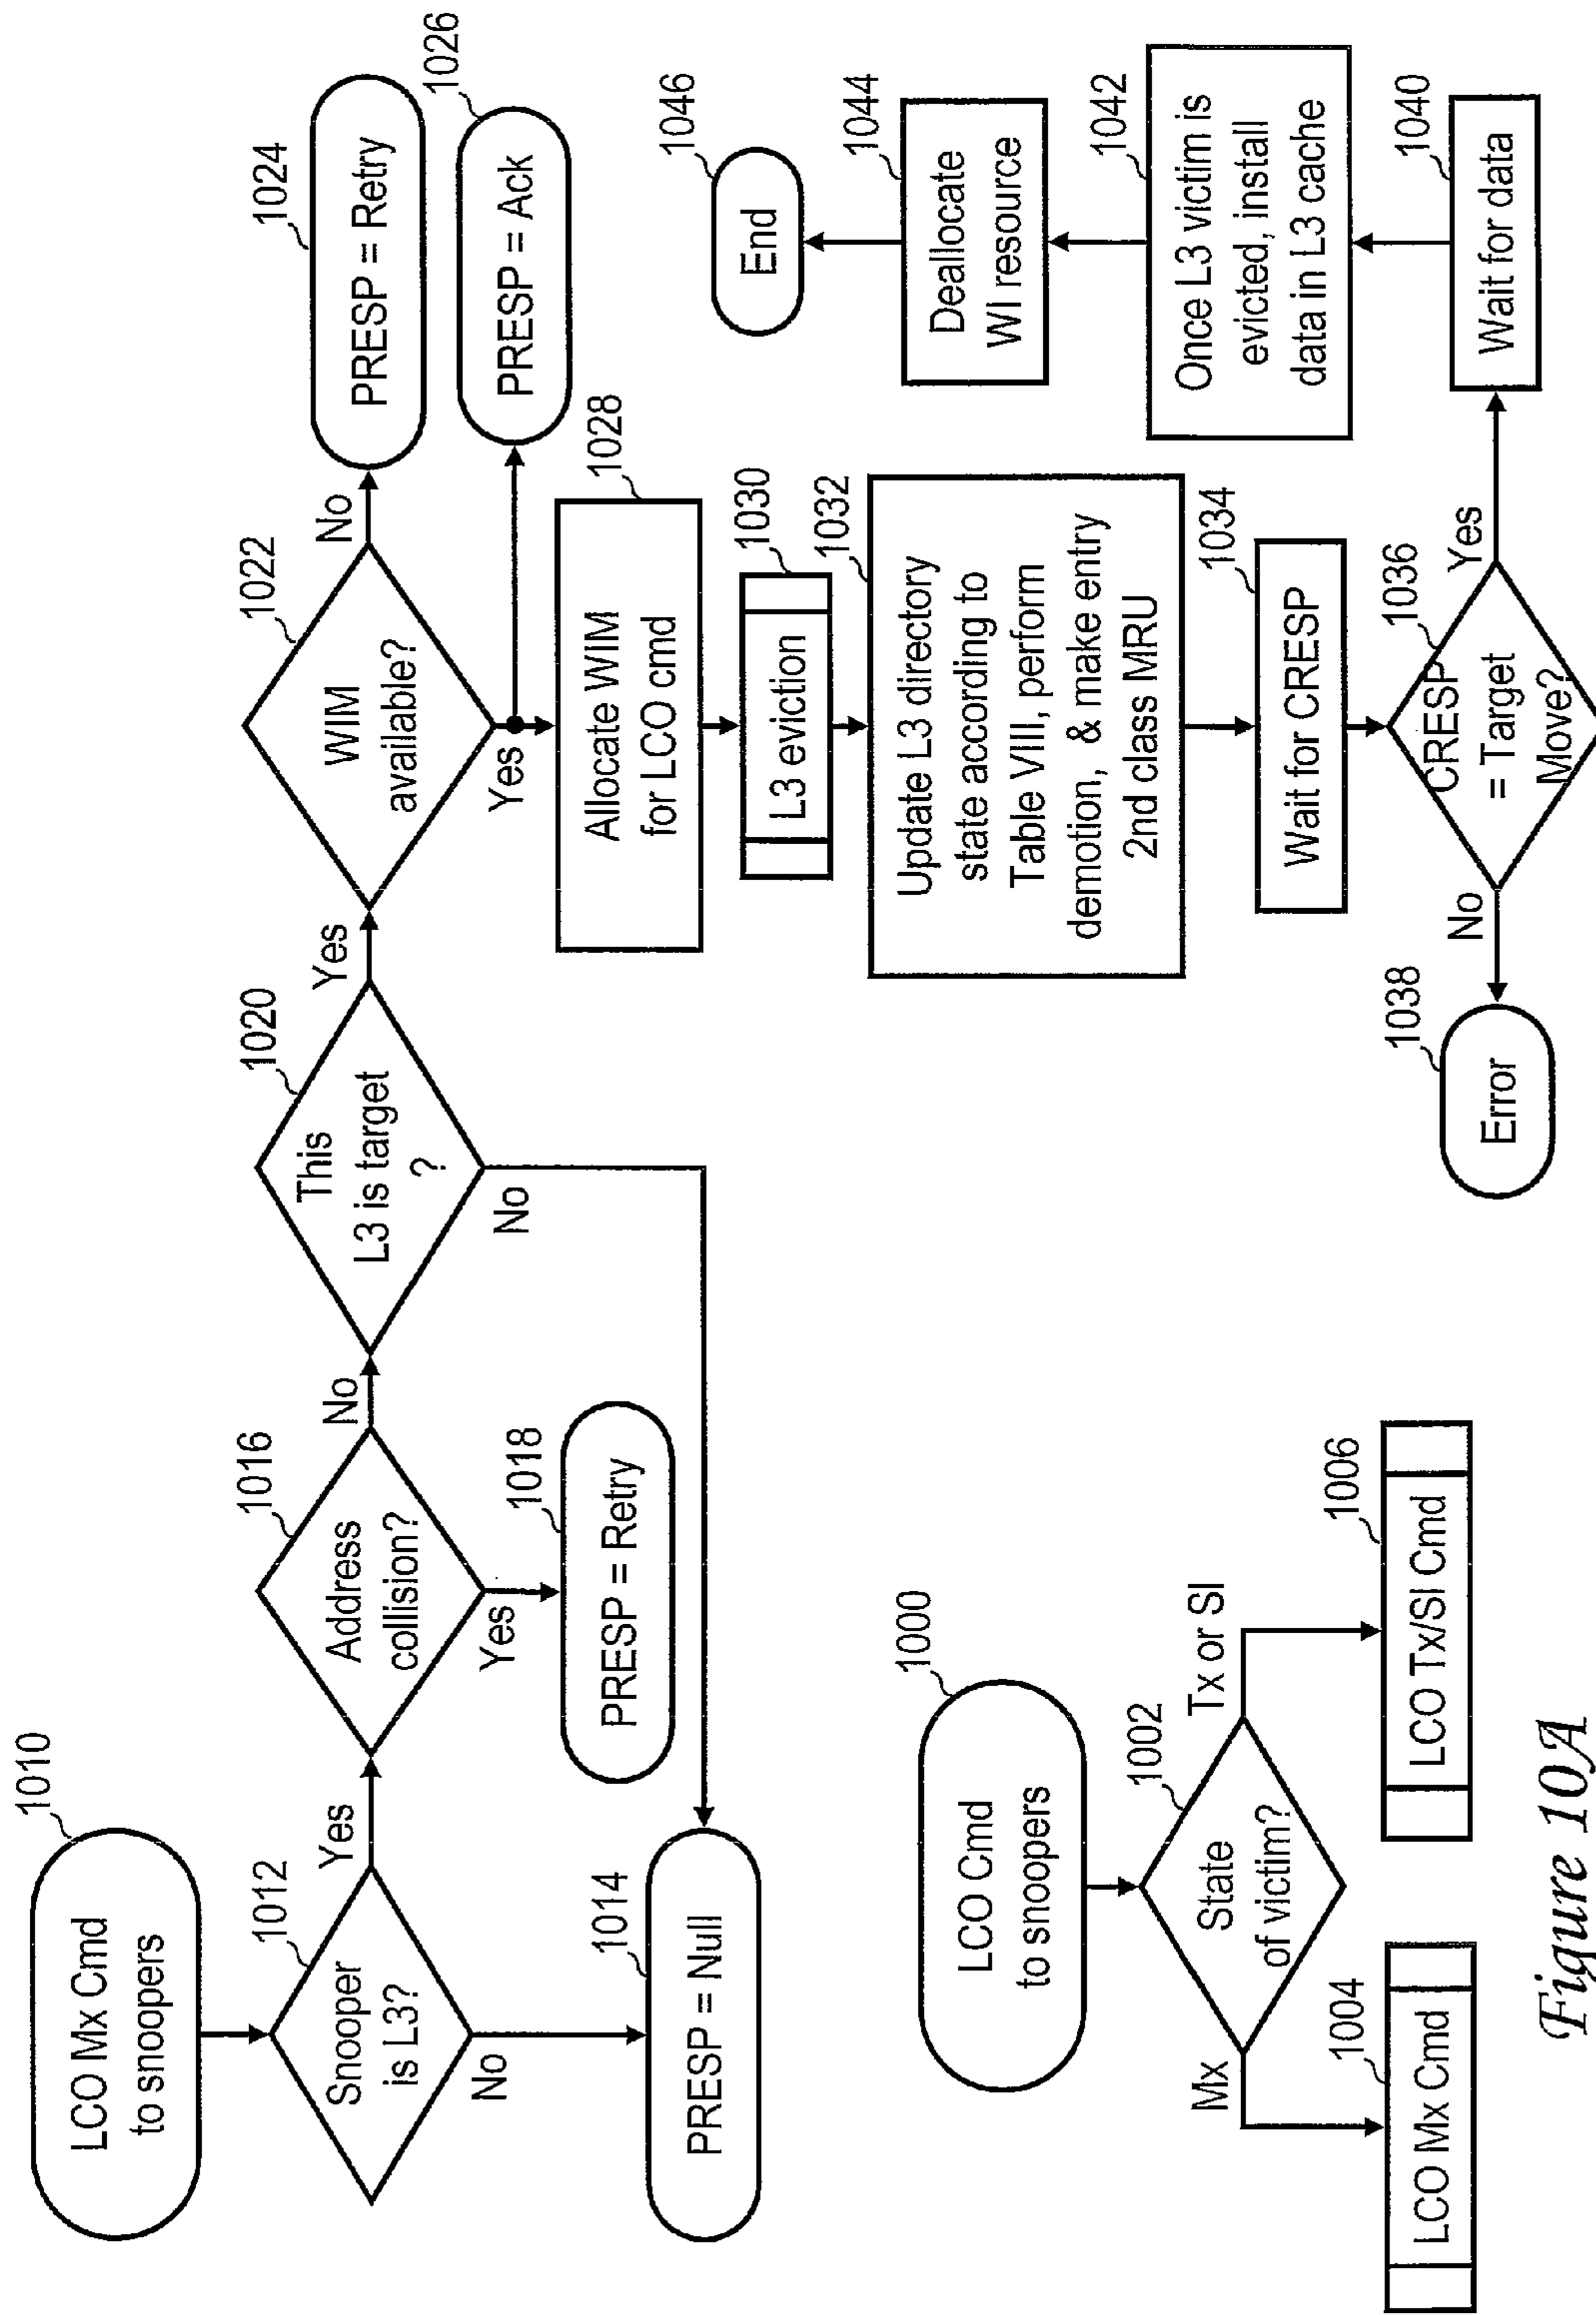 1010
LCO Mx Cmd
to snoopers
1012
Snooper
is L3?
Yes
No
1014
PRESP = Null
1016
Address
collision?
No
Yes
1018
PRESP = Retry
1020
This
L3 is target
?
Yes
No
1022
WIM
available?
No
Yes
1024
PRESP = Retry
1026
PRESP = Ack
1028
Allocate WIM
for LCO cmd
1030
L3 eviction
1032
Update L3 directory
state according to
Table VIII, perform
demotion, & make entry
2nd class MRU
1034
Wait for CRESP
1036
CRESP
= Target
Move?
No
Yes
1038
Error
1040
Wait for data
1042
Once L3 victim is
evicted, install
data in L3 cache
1044
Deallocate
WI resource
1046
End
1000
LCO Cmd
to snoopers
1002
State
of victim?
Mx
Tx or SI
1004
LCO Mx Cmd
1006
LCO Tx/SI Cmd
Figure 10A